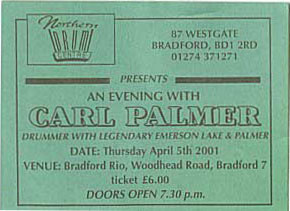 Northern
DRUM
CENTRE
87 WESTGATE
BRADFORD, BD1 2RD
01274 371271
PRESENTS
AN EVENING WITH
CARL PALMER
DRUMMER WITH LEGENDARY EMERSON LAKE & PALMER
DATE: Thursday April 5th 2001
VENUE: Bradford Rio, Woodhead Road, Bradford 7
ticket £6.00
DOORS OPEN 7.30 p.m.